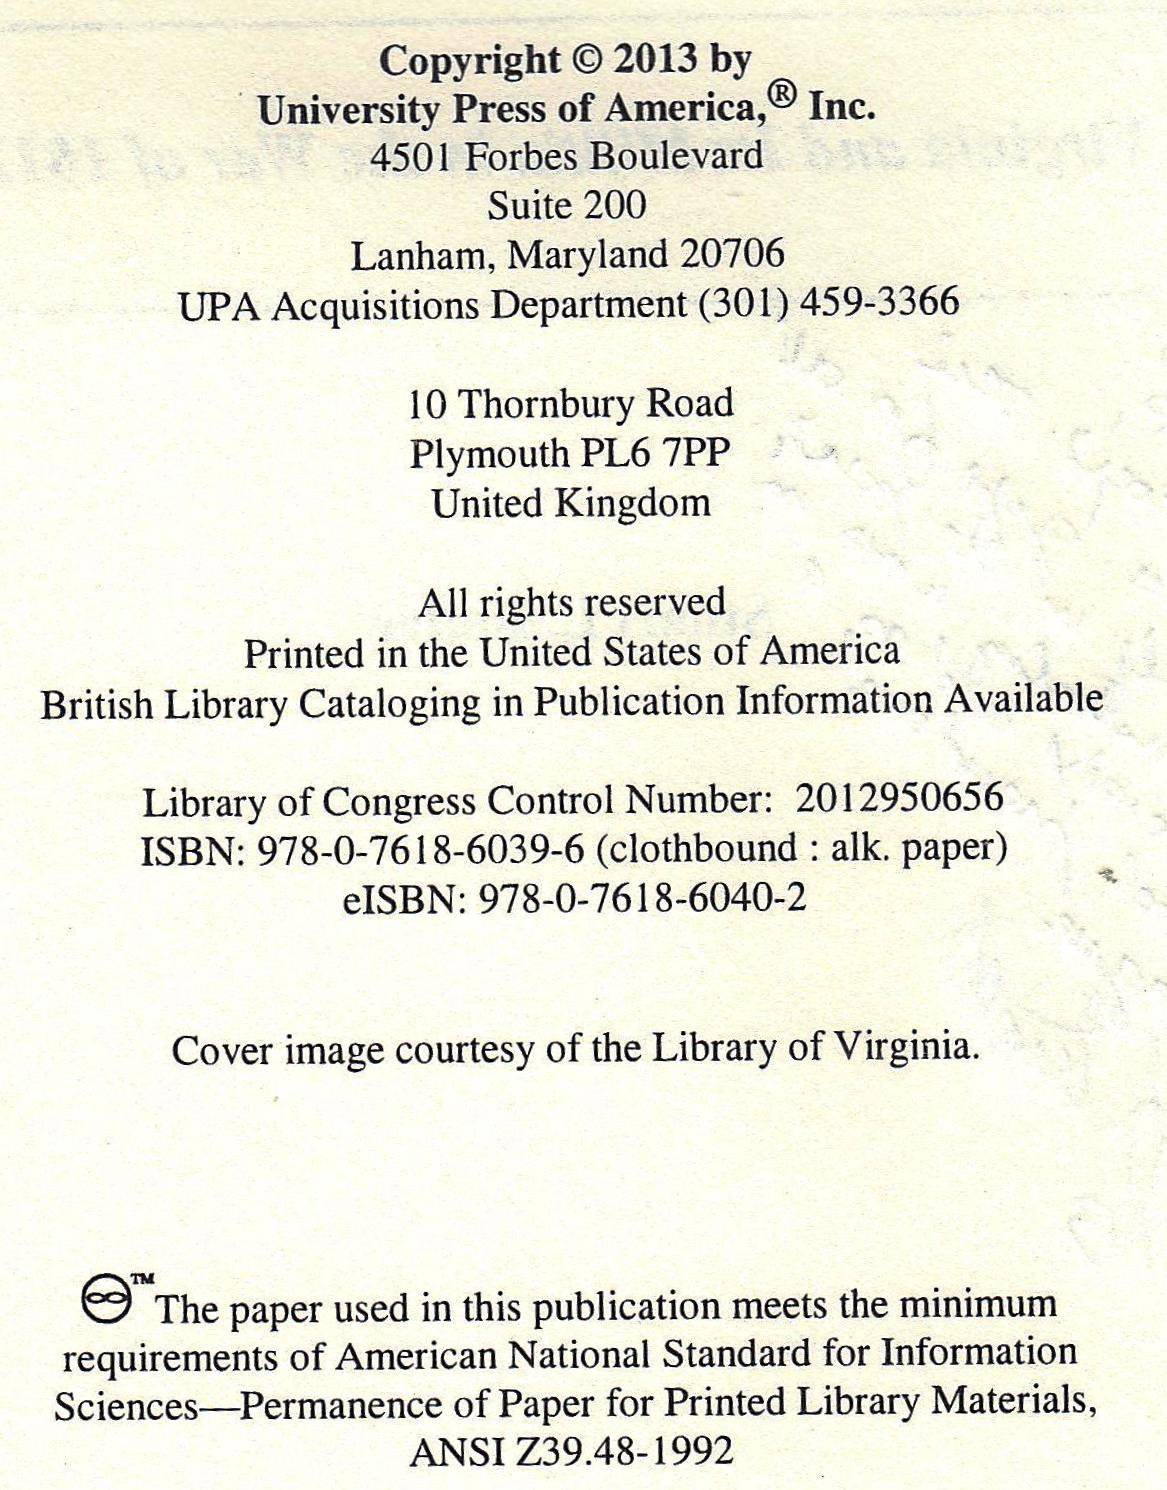 Copyright © 2013 by
University Press of America,® Inc.
4501 Forbes Boulevard
Suite 200
Lanham, Maryland 20706
UPA Acquisitions Department (301) 459-3366
10 Thornbury Road
Plymouth PL6 7PP
United Kingdom
All rights reserved
Printed in the United States of America
British Library Cataloging in Publication Information Available
Library of Congress Control Number: 2012950656
ISBN: 978-0-7618-6039-6 (clothbound : alk. paper)
eISBN: 978-0-7618-6040-2
Cover image courtesy of the Library of Virginia.
™ The paper used in this publication meets the minimum
requirements of American National Standard for Information
Sciences—Permanence of Paper for Printed Library Materials,
ANSI Z39.48-1992